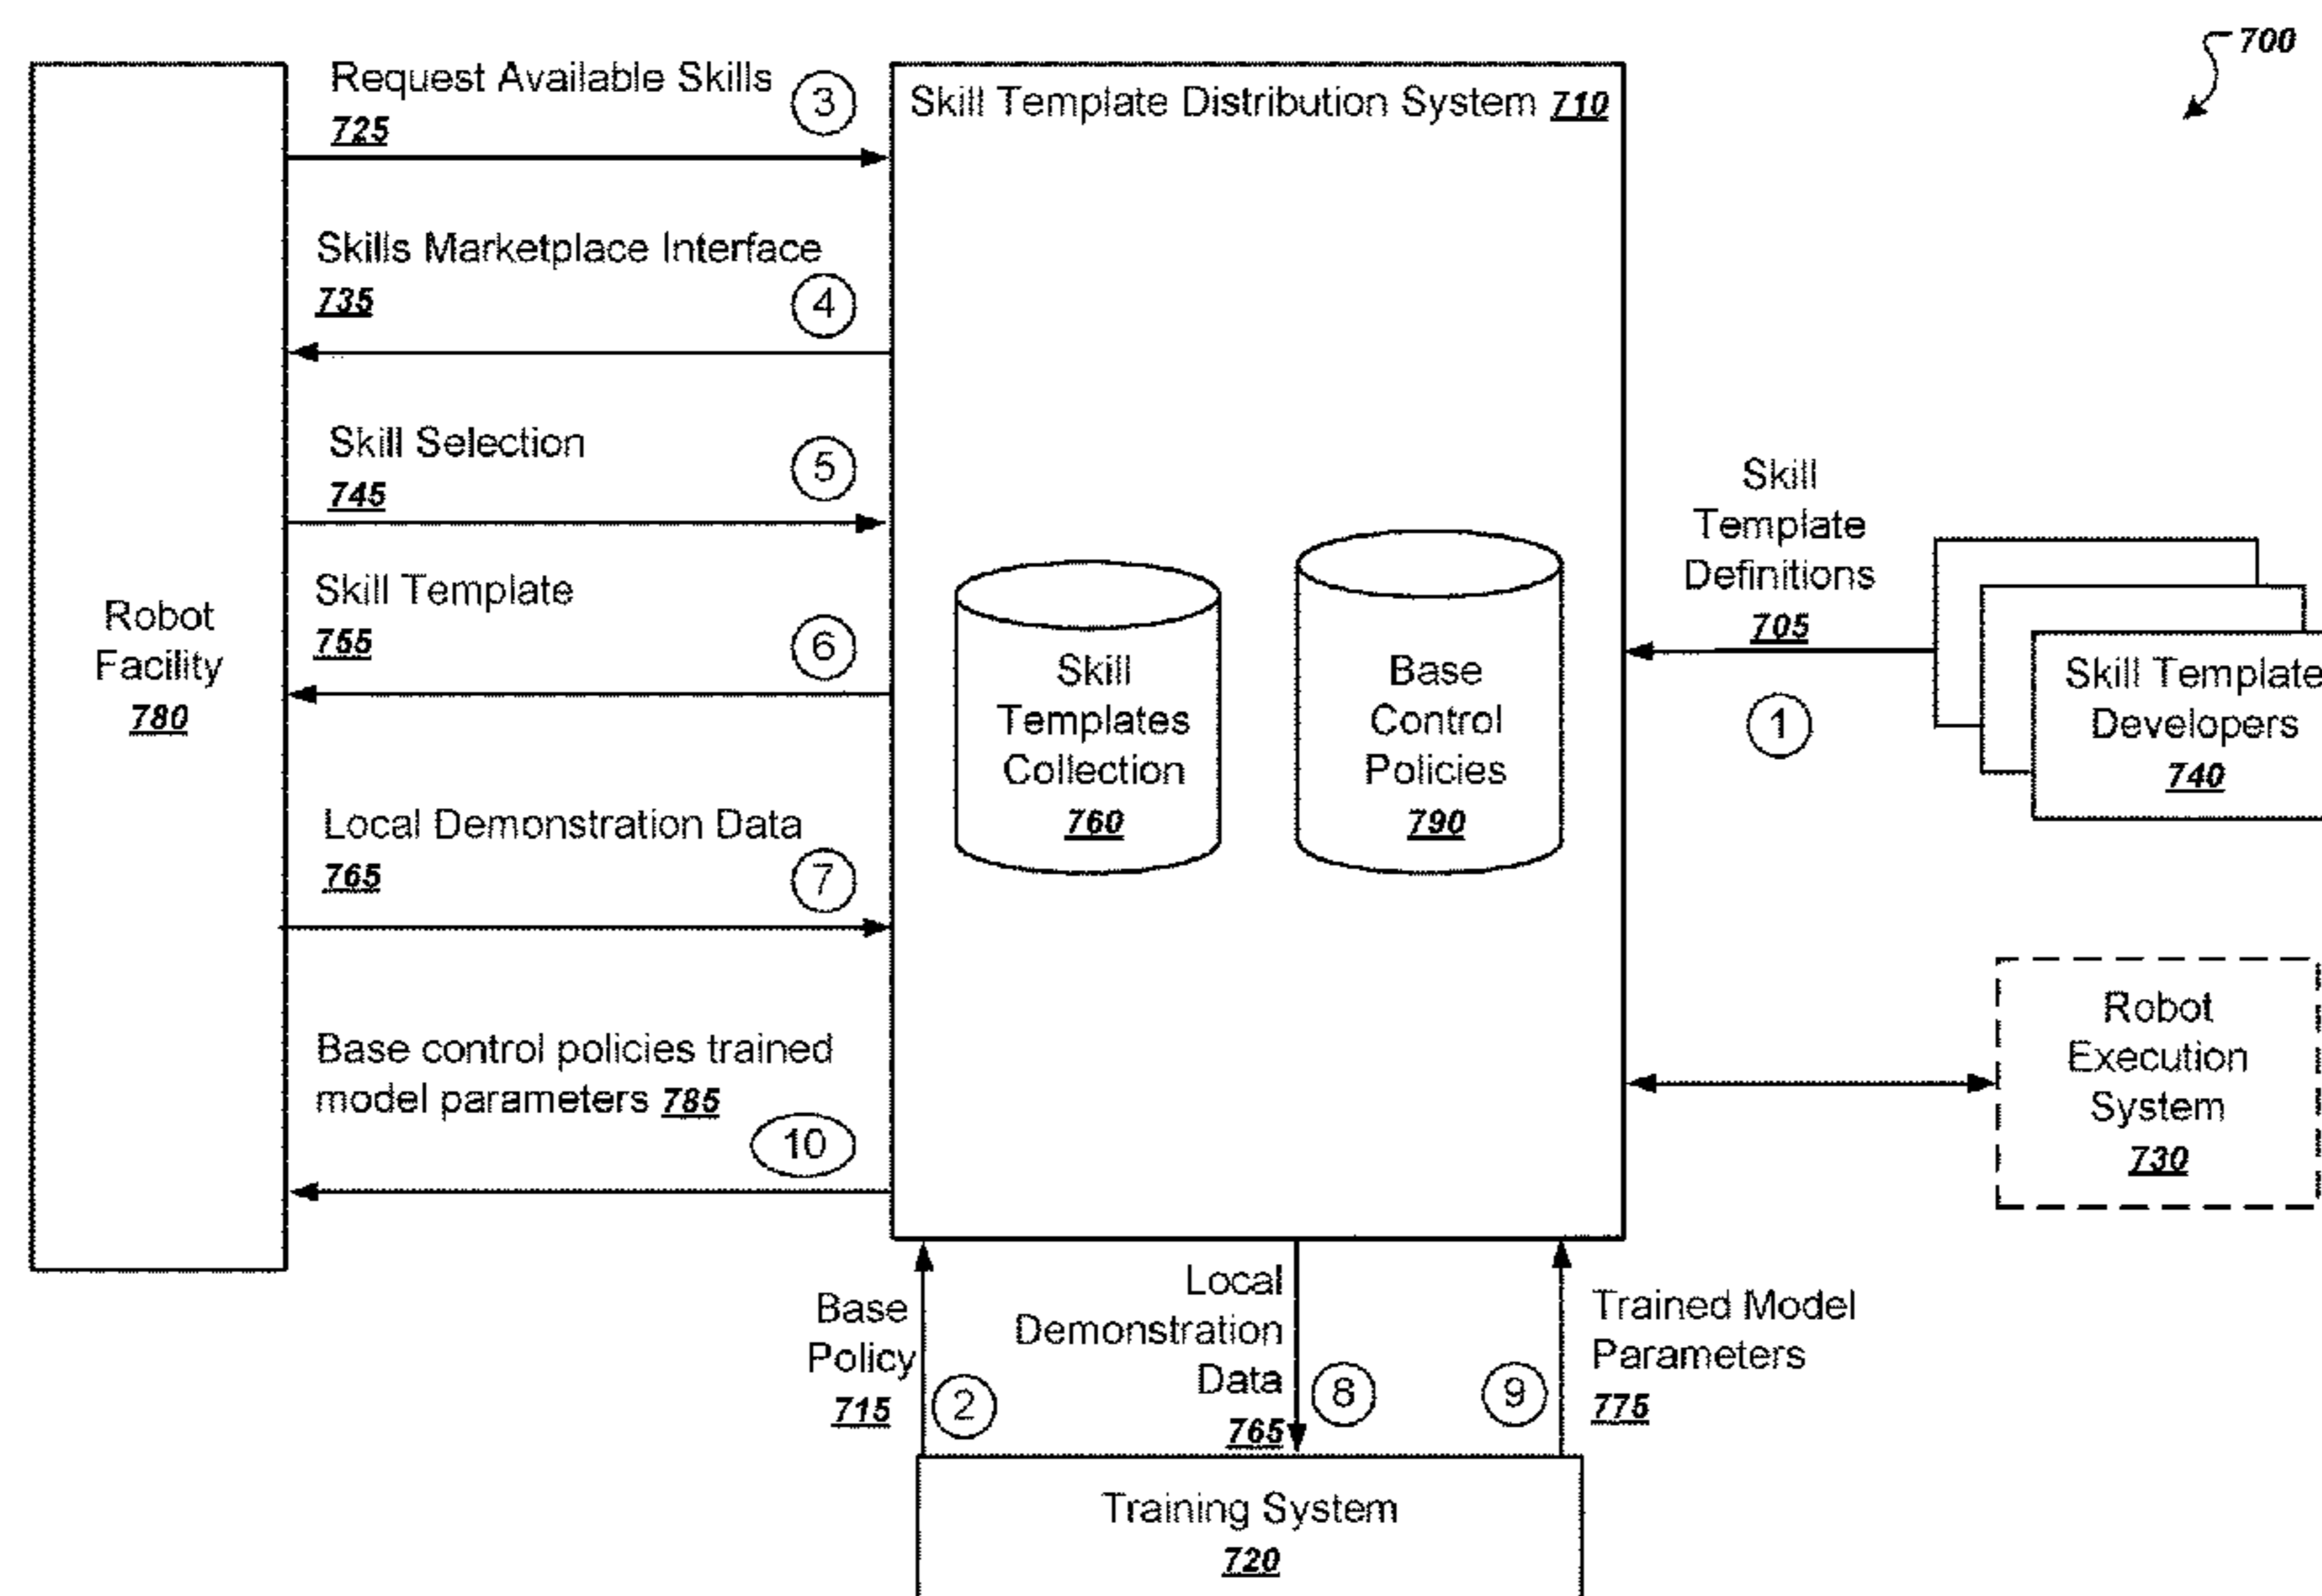 700
Request Available Skills
725
3
Skill Template Distribution System 710
Skills Marketplace Interface
735
4
Skill Selection
745
5
Skill Template
755
6
Robot
Facility
780
Local Demonstration Data
765
7
Base control policies trained
model parameters 785
10
Skill
Templates
Collection
760
Base
Control
Policies
790
Skill
Template
Definitions
705
1
Skill Template
Developers
740
Robot
Execution
System
730
Base
Policy
715
2
Local
Demonstration
Data
765
8
9
Trained Model
Parameters
775
Training System
720